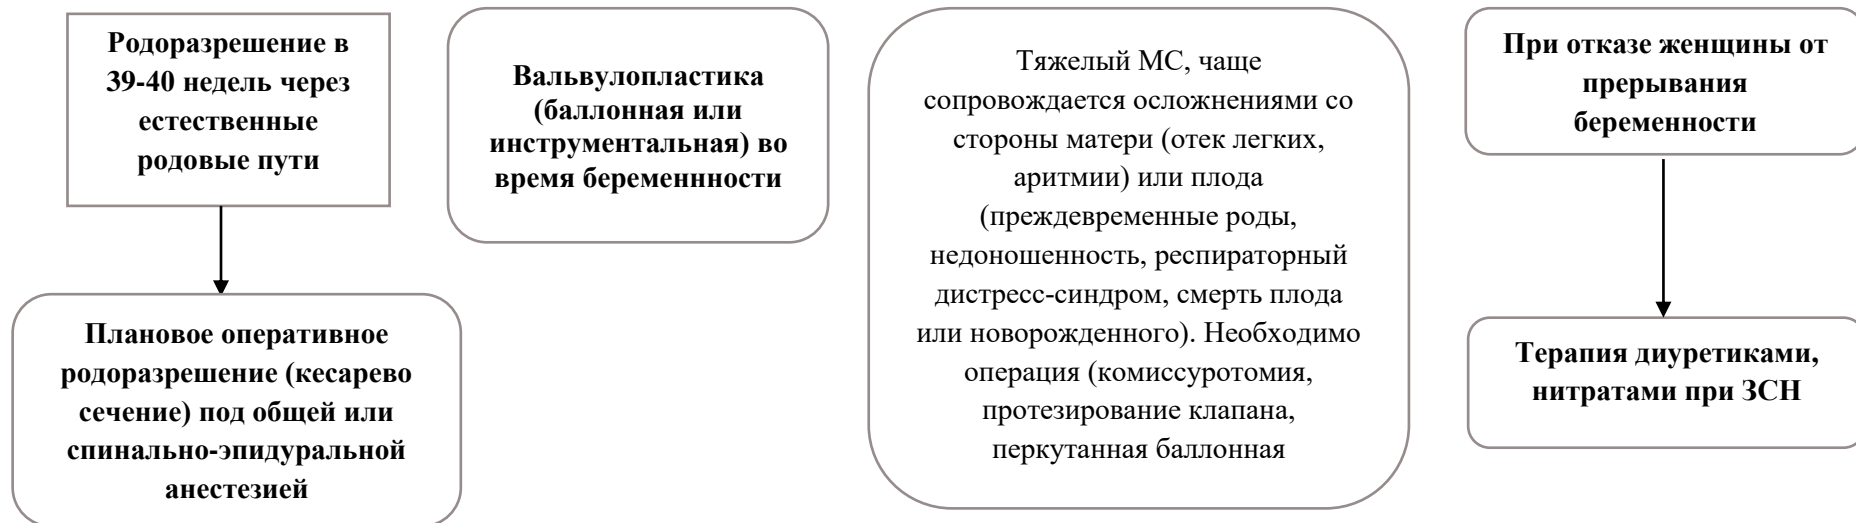 Родоразрешение в
39-40 недель через
естественные
родовые пути
Плановое оперативное
родоразрешение (кесарево
сечение) под общей или
спинально-эпидуральной
анестезией
Вальвулопластика
(баллонная или
инструментальная) во
время беременнности
Тяжелый МС, чаще
сопровождается осложнениями со
стороны матери (отек легких,
аритмии) или плода
(преждевременные роды,
недоношенность, респираторный
дистресс-синдром, смерть плода
или новорожденного). Необходимо
операция (комиссуротомия,
протезирование клапана,
перкутанная баллонная
При отказе женщины от
прерывания
беременности
Терапия диуретиками,
нитратами при ЗСН